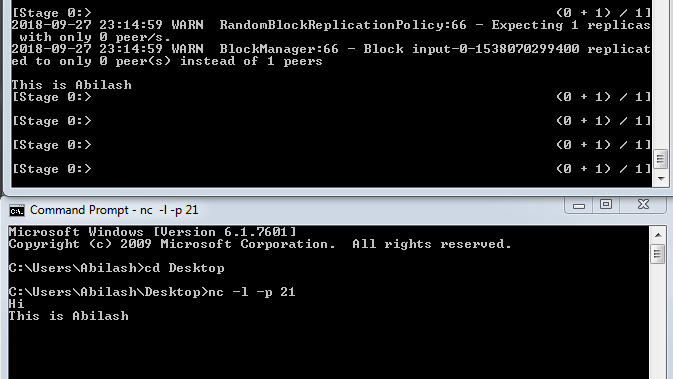 [Stage 0:> (0 + 1) / 1]
2018-09-27 23:14:59 WARN RandomBlockReplicationPolicy:66 - Expecting 1 replicas
with only 0 peer/s.
2018-09-27 23:14:59 WARN BlockManager:66 - Block input-0-1538070299400 replicat
ed to only 0 peer(s) instead of 1 peers
This is Abilash
[Stage 0:> (0 + 1) / 1]
[Stage 0:> (0 + 1) / 1]
[Stage 0:> (0 + 1) / 1]
[Stage 0:> (0 + 1) / 1]
C:\. Command Prompt - nc -l -p 21
Microsoft Windows [Version 6.1.7601]
Copyright (c) 2009 Microsoft Corporation. All rights reserved.
C:\Users\Abilash>cd Desktop
C:\Users\Abilash\Desktop>nc -l -p 21
Hi
This is Abilash